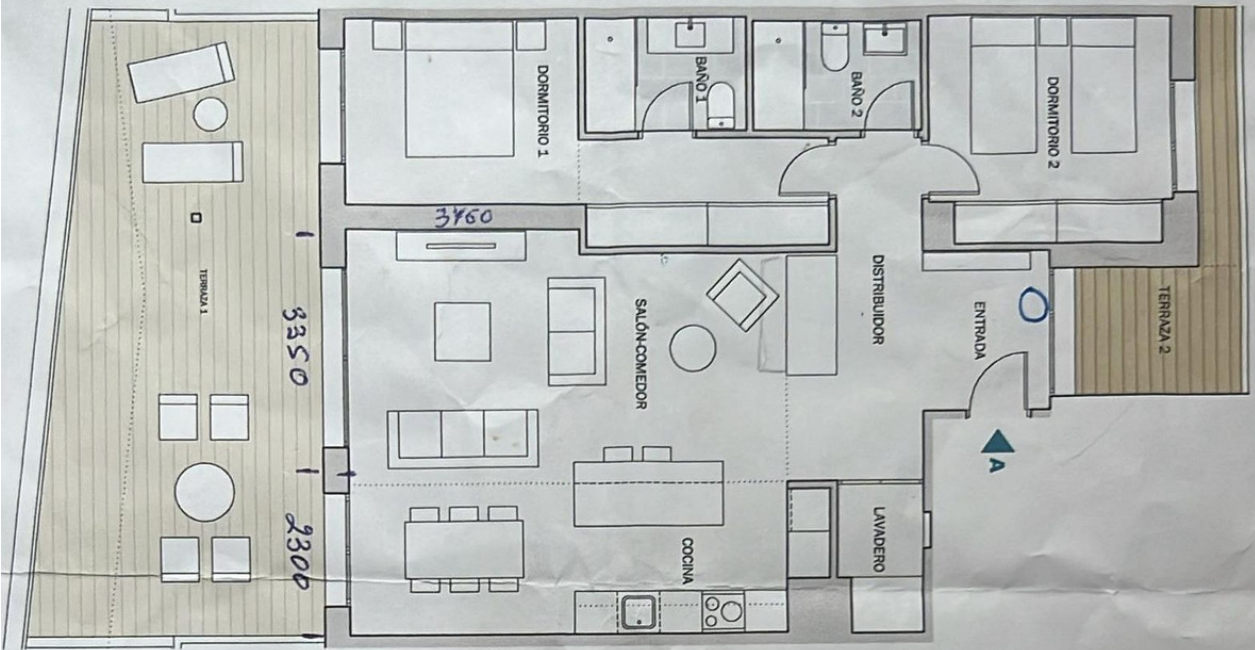 DORMITORIO 1
BAÑO 1
BAÑO 2
DORMITORIO 2
3760
TERRAZA 1
3350
SALÓN-COMEDOR
DISTRIBUIDOR
ENTRADA
TERRAZA 2
A
2300
COCINA
LAVADERO